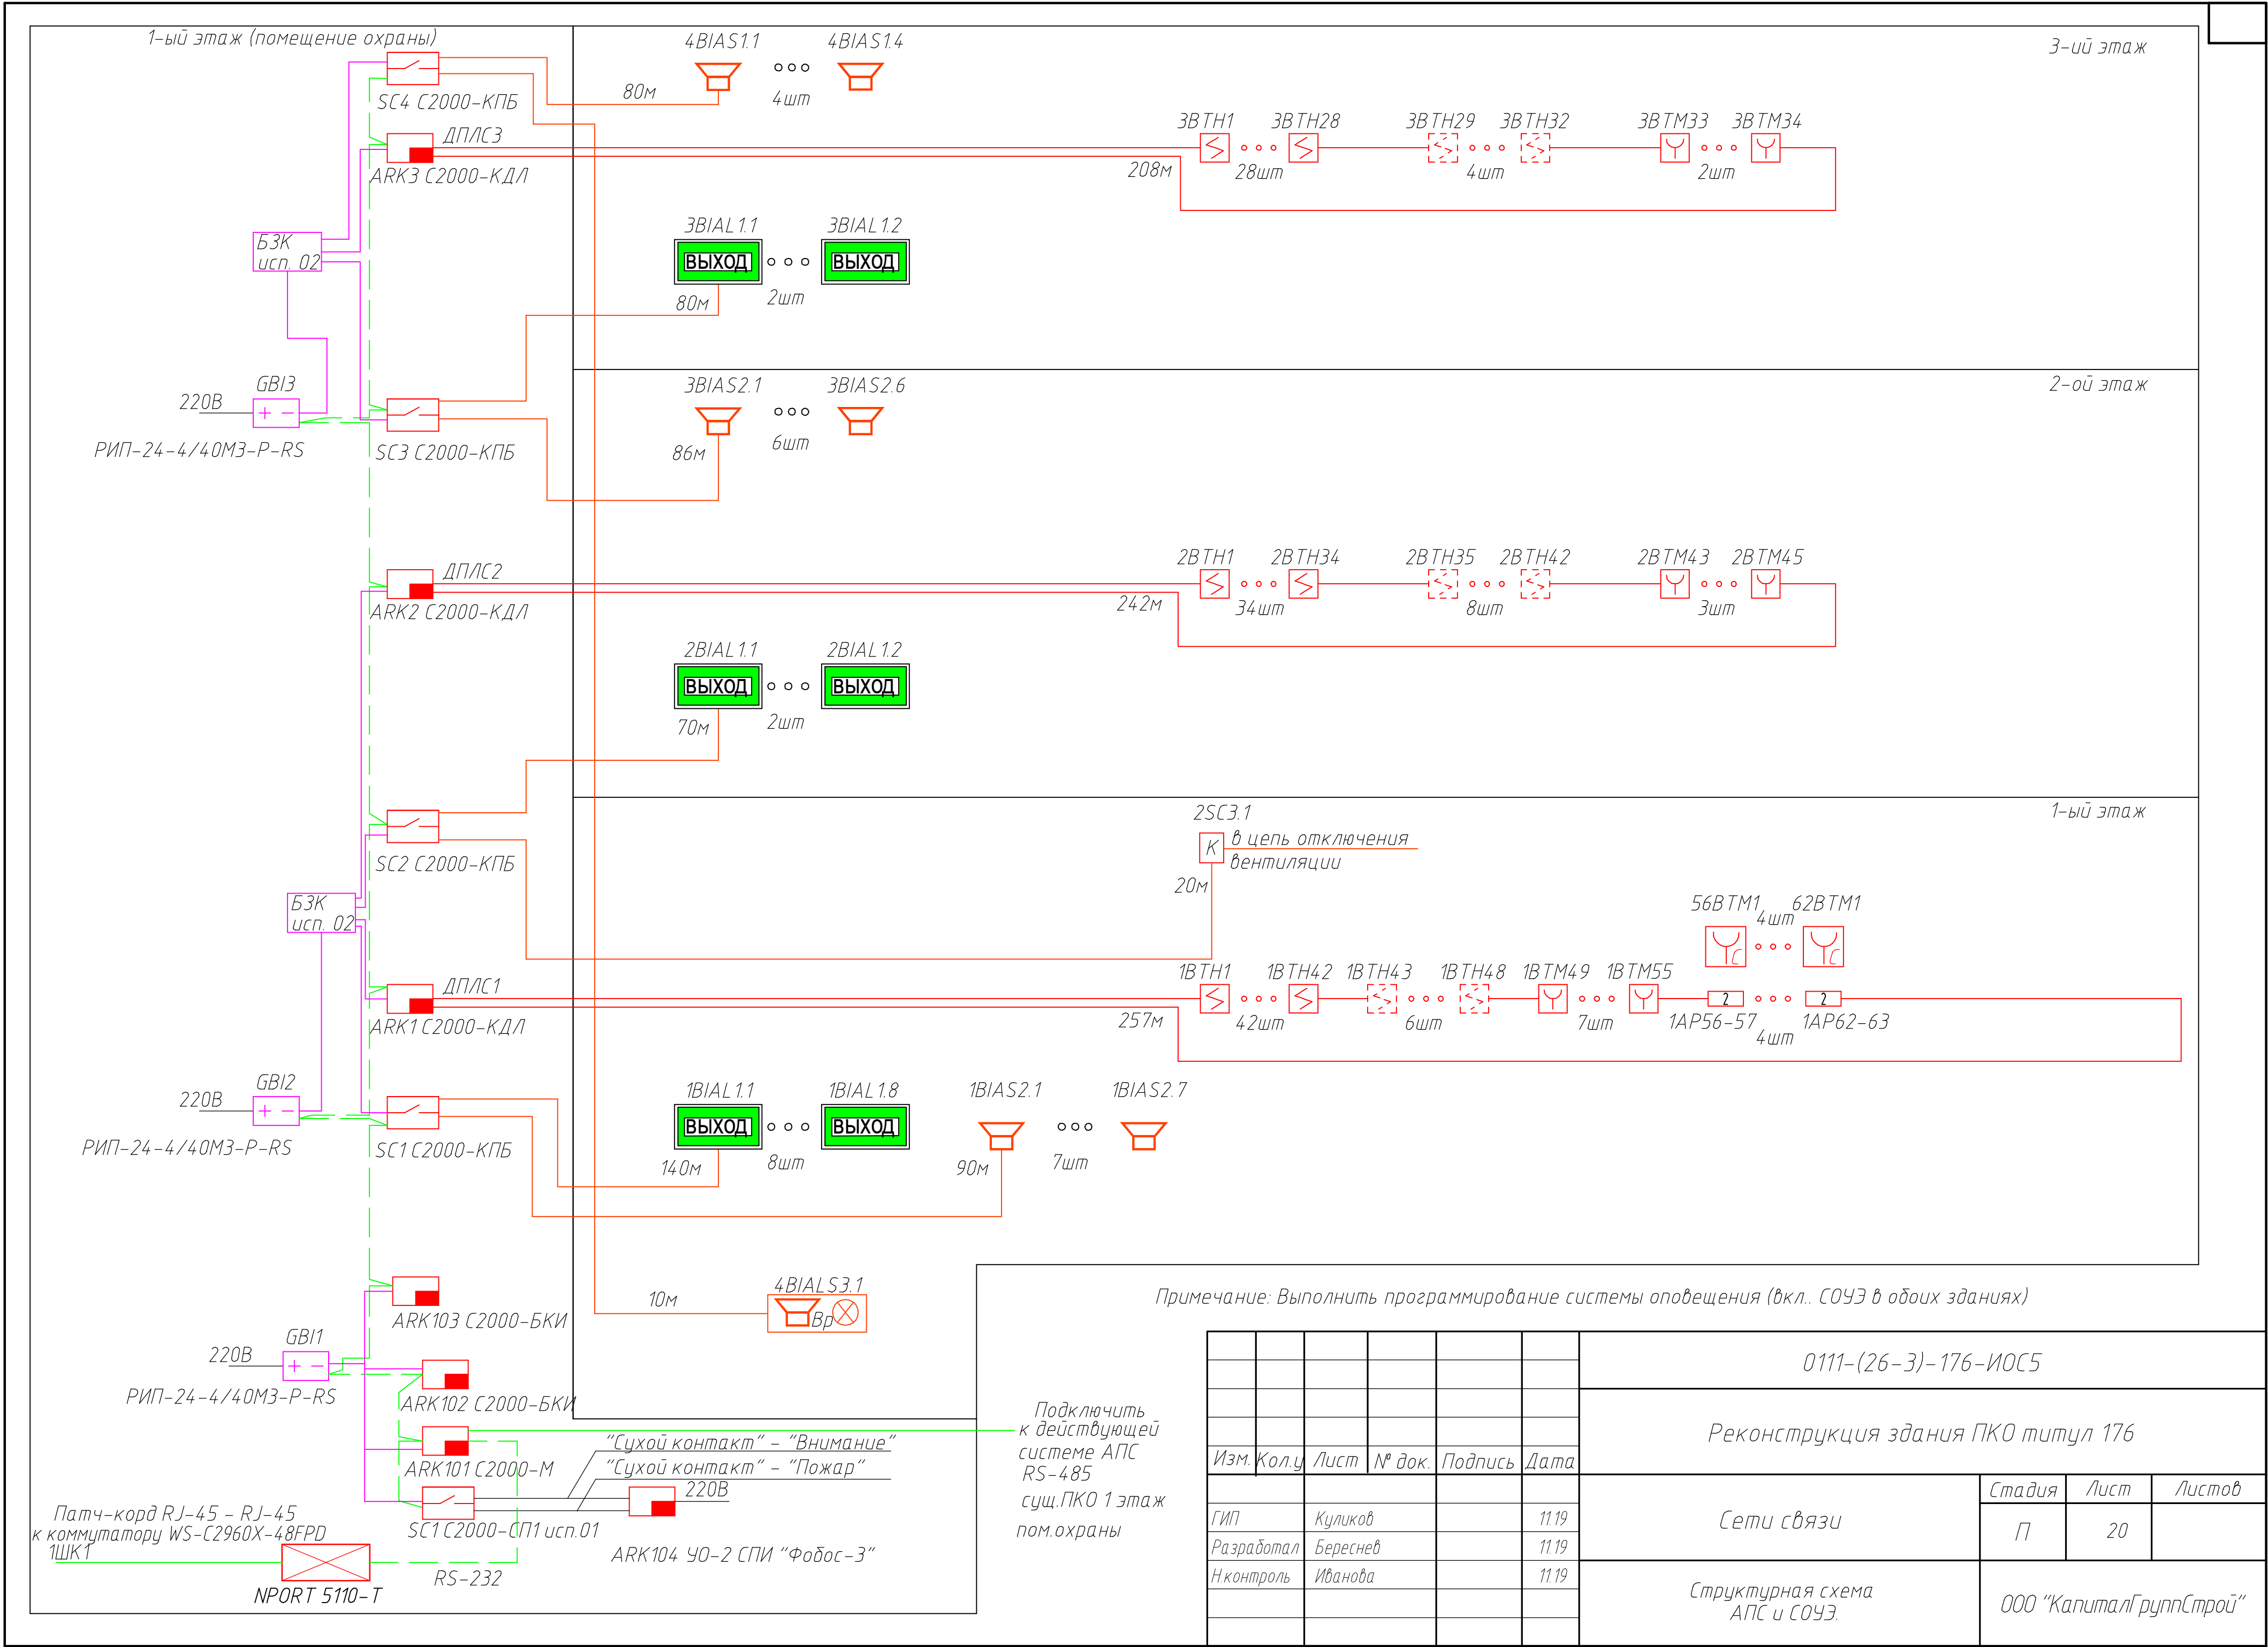 1-ый этаж (помещение охраны)
SC4 С2000-КПБ
ДПЛС3
ARK3 С2000-КДЛ
БЗК
исп. 02
GBI3
220В
РИП-24-4/40М3-Р-RS
SC3 С2000-КПБ
ДПЛС2
ARK2 С2000-КДЛ
SC2 С2000-КПБ
БЗК
исп. 02
ДПЛС1
ARK1 С2000-КДЛ
GBI2
220В
РИП-24-4/40М3-Р-RS
SC1 С2000-КПБ
ARK103 С2000-БКИ
GBI1
220В
РИП-24-4/40М3-Р-RS
ARK102 С2000-БКИ
ARK101 С2000-М
"Сухой контакт" - "Внимание"
"Сухой контакт" - "Пожар"
220В
SC1 С2000-СП1 исп.01
ARK104 УО-2 СПИ "Фобос-3"
Патч-корд RJ-45 - RJ-45
к коммутатору WS-C2960X-48FPD
1ШК1
RS-232
NPORT 5110-T
3-ий этаж
4BIAS1.1 4BIAS1.4
80м
4шт
3BTH1 3BTH28 3BTH29 3BTH32 3BTM33 3BTM34
208м 28шт 4шт 2шт
3BIAL1.1 3BIAL1.2
ВЫХОД ВЫХОД
80м 2шт
2-ой этаж
3BIAS2.1 3BIAS2.6
86м 6шт
2BTH1 2BTH34 2BTH35 2BTH42 2BTM43 2BTM45
242м 34шт 8шт 3шт
2BIAL1.1 2BIAL1.2
ВЫХОД ВЫХОД
70м 2шт
1-ый этаж
2SC3.1
К в цепь отключения
вентиляции
20м
56BTM1 4шт 62BTM1
С С
1BTH1 1BTH42 1BTH43 1BTH48 1BTM49 1BTM55
2 2
257м 42шт 6шт 7шт 1AP56-57 4шт 1AP62-63
1BIAL1.1 1BIAL1.8 1BIAS2.1 1BIAS2.7
ВЫХОД ВЫХОД
140м 8шт 90м 7шт
4BIALS3.1
10м
Вр
Подключить
к действующей
системе АПС
RS-485
сущ.ПКО 1 этаж
пом.охраны
Примечание: Выполнить программирование системы оповещения (вкл.. СОУЭ в обоих зданиях)
0111-(26-3)-176-ИОС5
Реконструкция здания ПКО титул 176
Изм. Кол.у Лист № док. Подпись Дата
Сети связи
Стадия Лист Листов
П 20
ГИП Куликов 11.19
Разработал Береснев 11.19
Н.контроль Иванова 11.19
Структурная схема
АПС и СОУЭ.
ООО "КапиталГруппСтрой"